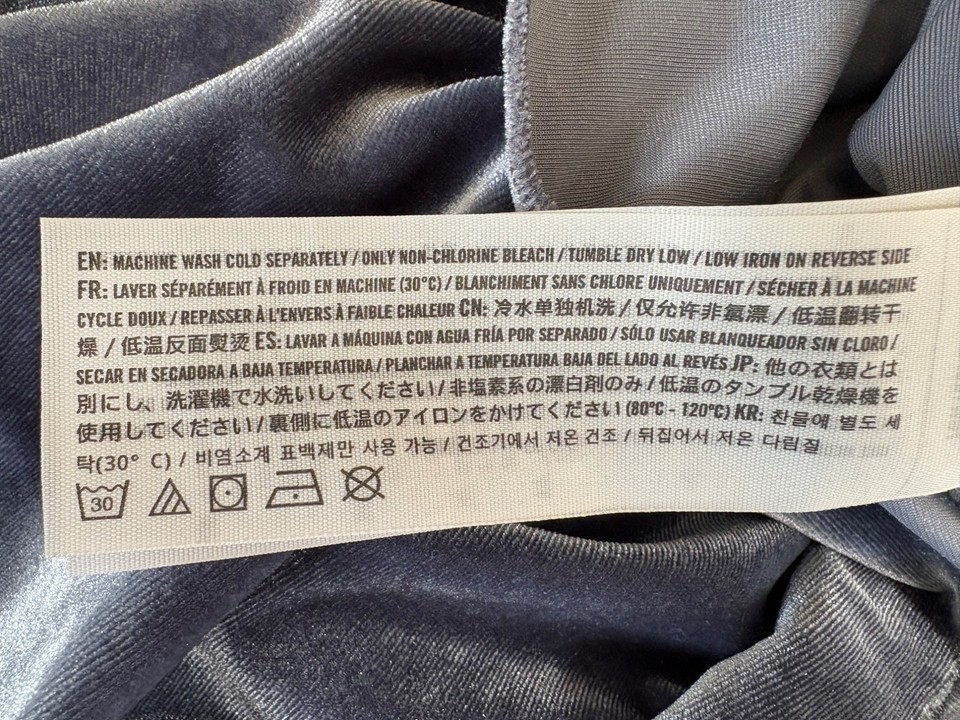 EN: MACHINE WASH COLD SEPARATELY / ONLY NON-CHLORINE BLEACH / TUMBLE DRY LOW / LOW IRON ON REVERSE SIDE
FR: LAVER SÉPARÉMENT À FROID EN MACHINE (30°C) / BLANCHIMENT SANS CHLORE UNIQUEMENT / SÉCHER À LA MACHINE
CYCLE DOUX / REPASSER À L'ENVERS À FAIBLE CHALEUR CN: 冷水单独机洗 / 仅允许非氯漂 / 低温翻转干
燥 / 低温反面熨烫 ES: LAVAR A MÁQUINA CON AGUA FRÍA POR SEPARADO / SÓLO USAR BLANQUEADOR SIN CLORO /
SECAR EN SECADORA A BAJA TEMPERATURA / PLANCHAR A TEMPERATURA BAJA DEL LADO AL REVÉS JP: 他の衣類とは
別にし、洗濯機で水洗いしてください/非塩素系の漂白剤のみ/低温のタンブル乾燥機を
使用してください/裏側に低温のアイロンをかけてください (80°C - 120°C) KR: 찬물에 별도 세
탁(30° C) / 비염소계 표백제만 사용 가능 / 건조기에서 저온 건조 / 뒤집어서 저온 다림질
30